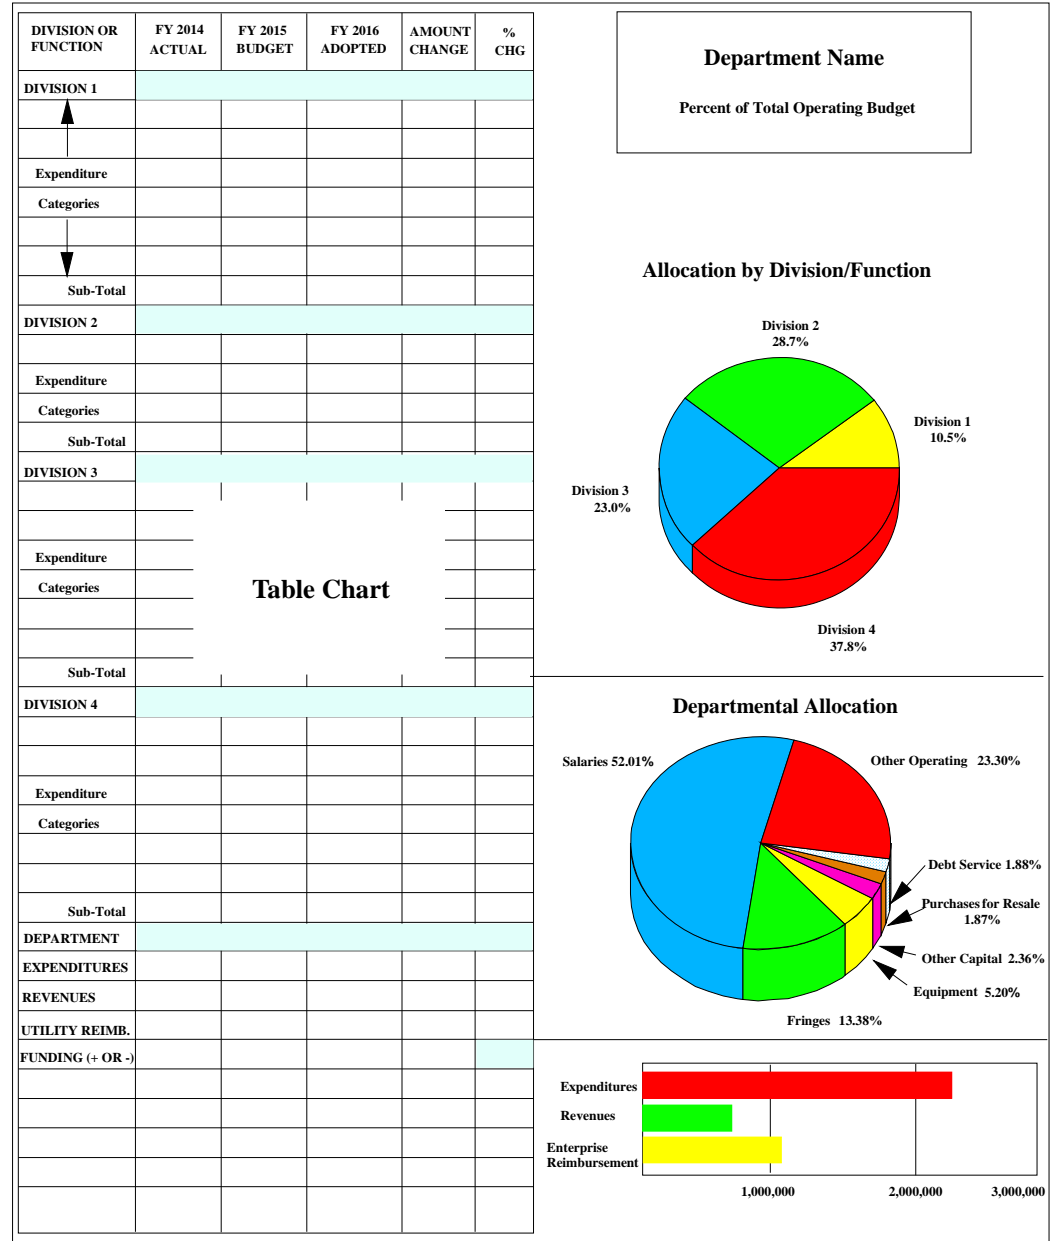 DIVISION OR
FUNCTION
FY 2014
ACTUAL
FY 2015
BUDGET
FY 2016
ADOPTED
AMOUNT
CHANGE
%
CHG
DIVISION 1
Expenditure
Categories
Sub-Total
DIVISION 2
Expenditure
Categories
Sub-Total
DIVISION 3
Expenditure
Categories
Table Chart
Sub-Total
DIVISION 4
Expenditure
Categories
Sub-Total
DEPARTMENT
EXPENDITURES
REVENUES
UTILITY REIMB.
FUNDING (+ OR -)
Department Name
Percent of Total Operating Budget
Allocation by Division/Function
Division 2
28.7%
Division 1
10.5%
Division 3
23.0%
Division 4
37.8%
Departmental Allocation
Salaries 52.01%
Other Operating 23.30%
Debt Service 1.88%
Purchases for Resale
1.87%
Other Capital 2.36%
Equipment 5.20%
Fringes 13.38%
Expenditures
Revenues
Enterprise
Reimbursement
1,000,000
2,000,000
3,000,000